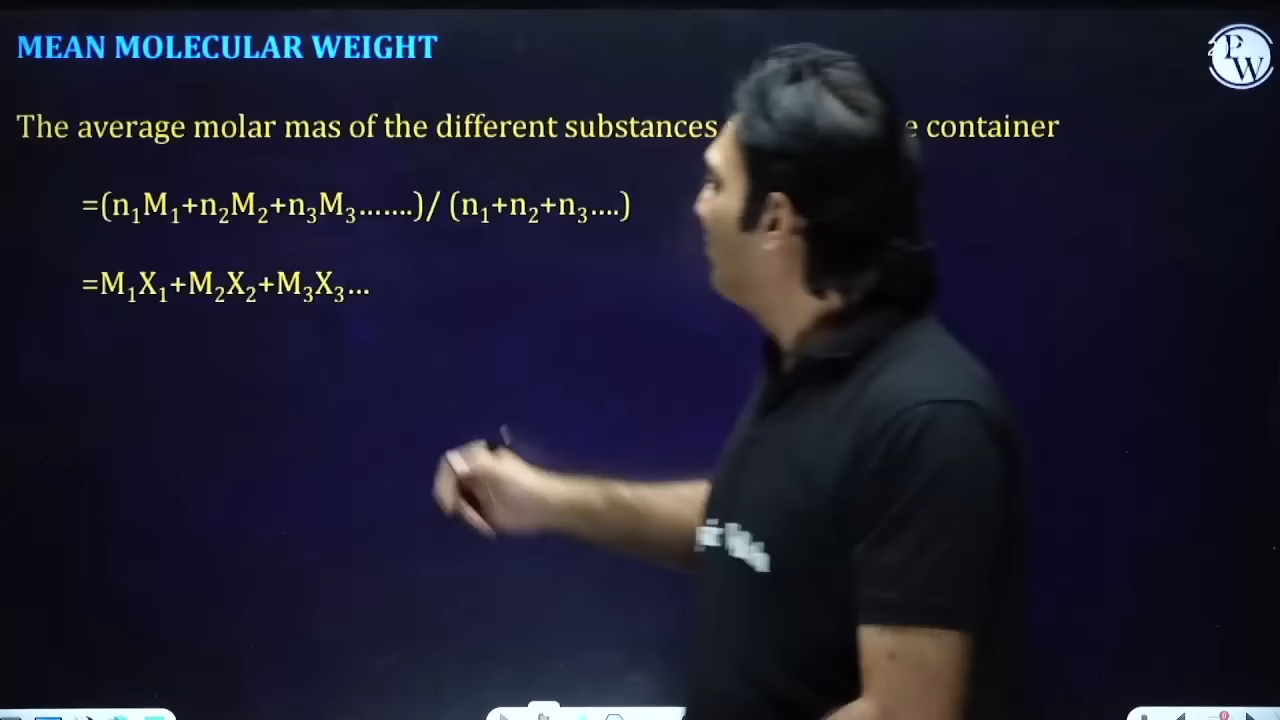 MEAN MOLECULAR WEIGHT
PW
The average molar mas of the different substances e container
=(n₁M₁+n₂M₂+n₃M₃.......)/ (n₁+n₂+n₃....)
=M₁X₁+M₂X₂+M₃X₃...